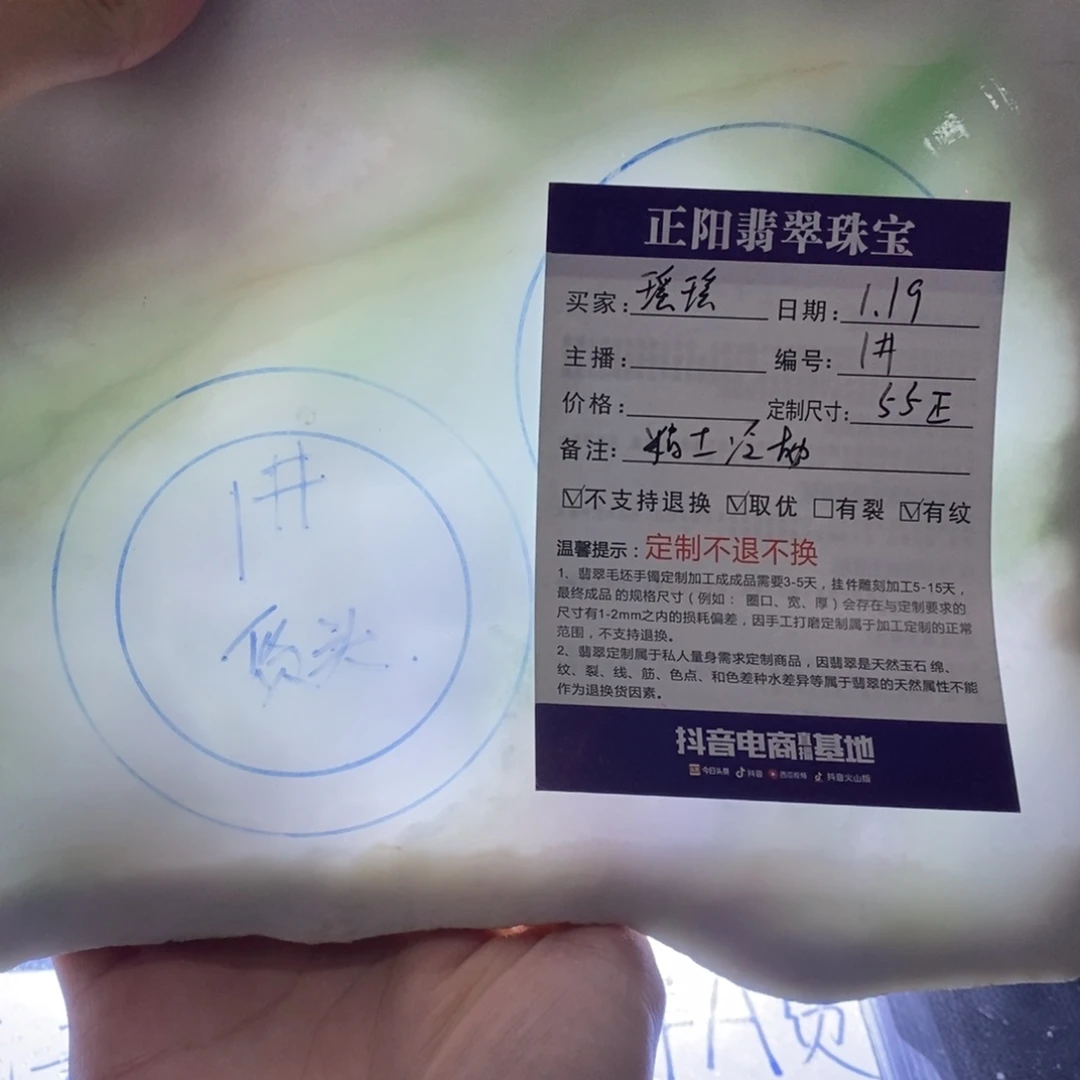 正阳翡翠珠宝
买家：瑶瑶 日期：1.19
主播： 编号：1#
价格： 定制尺寸：55正
备注：
☑不支持退换 ☑取优 ☐有裂 ☑有纹
温馨提示：定制不退不换
1、翡翠毛坯手镯定制加工成成品需要3-5天，挂件雕刻加工5-15天，
最终成品的规格尺寸（例如： 圈口、宽、厚）会存在与定制要求的
尺寸有1-2mm之内的损耗偏差，因手工打磨定制属于加工定制的正常
范围，不支持退换。
2、翡翠定制属于私人量身需求定制商品，因翡翠是天然玉石 绵、
纹、裂、线、筋、色点、和色差种水差异等属于翡翠的天然属性不能
作为退换货因素。
抖音电商直播基地
今日头条 抖音 西瓜视频 抖音火山版
1#
货头